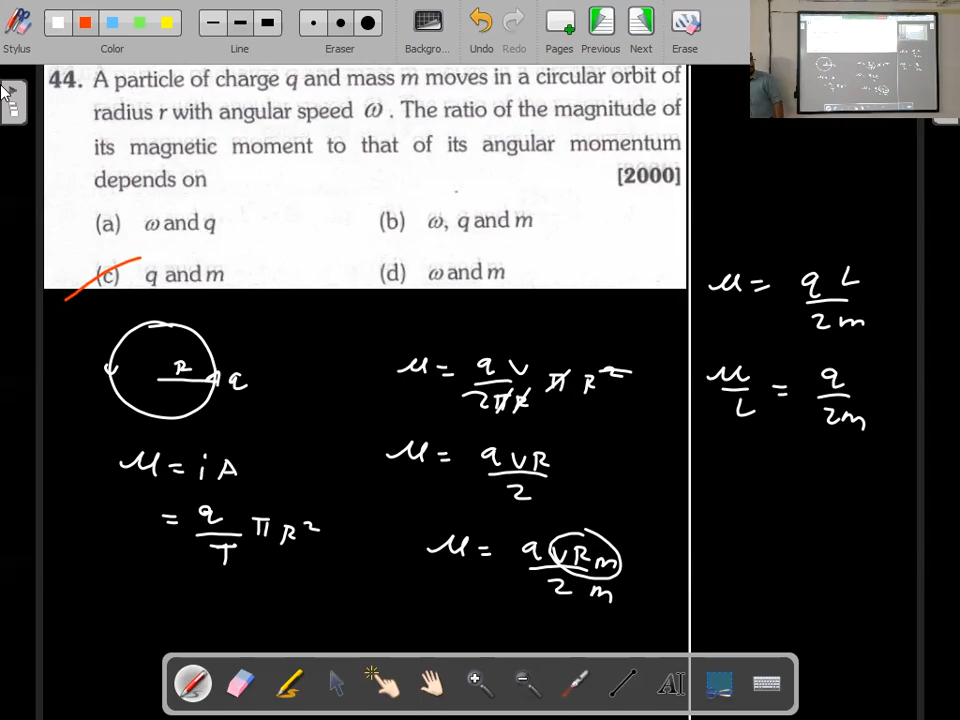 Stylus
Color
Line
Eraser
Backgro...
Undo
Redo
Pages
Previous
Next
Erase
44. A particle of charge q and mass m moves in a circular orbit of
radius r with angular speed ω . The ratio of the magnitude of
its magnetic moment to that of its angular momentum
depends on [2000]
(a) ω and q
(b) ω, q and m
(c) q and m
(d) ω and m
R
q
μ = i A
= q/T π R²
μ = qv/2πR π R²
μ = qvR/2
μ = qvRm/2m
μ = qL/2m
μ/L = q/2m
A